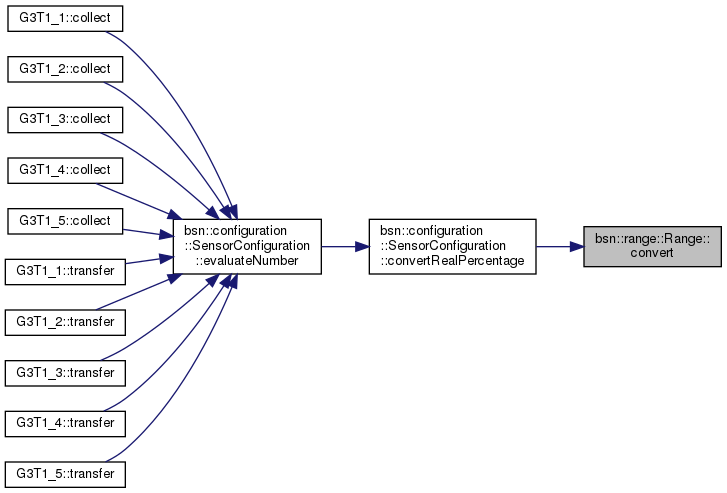 G3T1_1::collect
G3T1_2::collect
G3T1_3::collect
G3T1_4::collect
G3T1_5::collect
G3T1_1::transfer
G3T1_2::transfer
G3T1_3::transfer
G3T1_4::transfer
G3T1_5::transfer
bsn::configuration
::SensorConfiguration
::evaluateNumber
bsn::configuration
::SensorConfiguration
::convertRealPercentage
bsn::range::Range::
convert